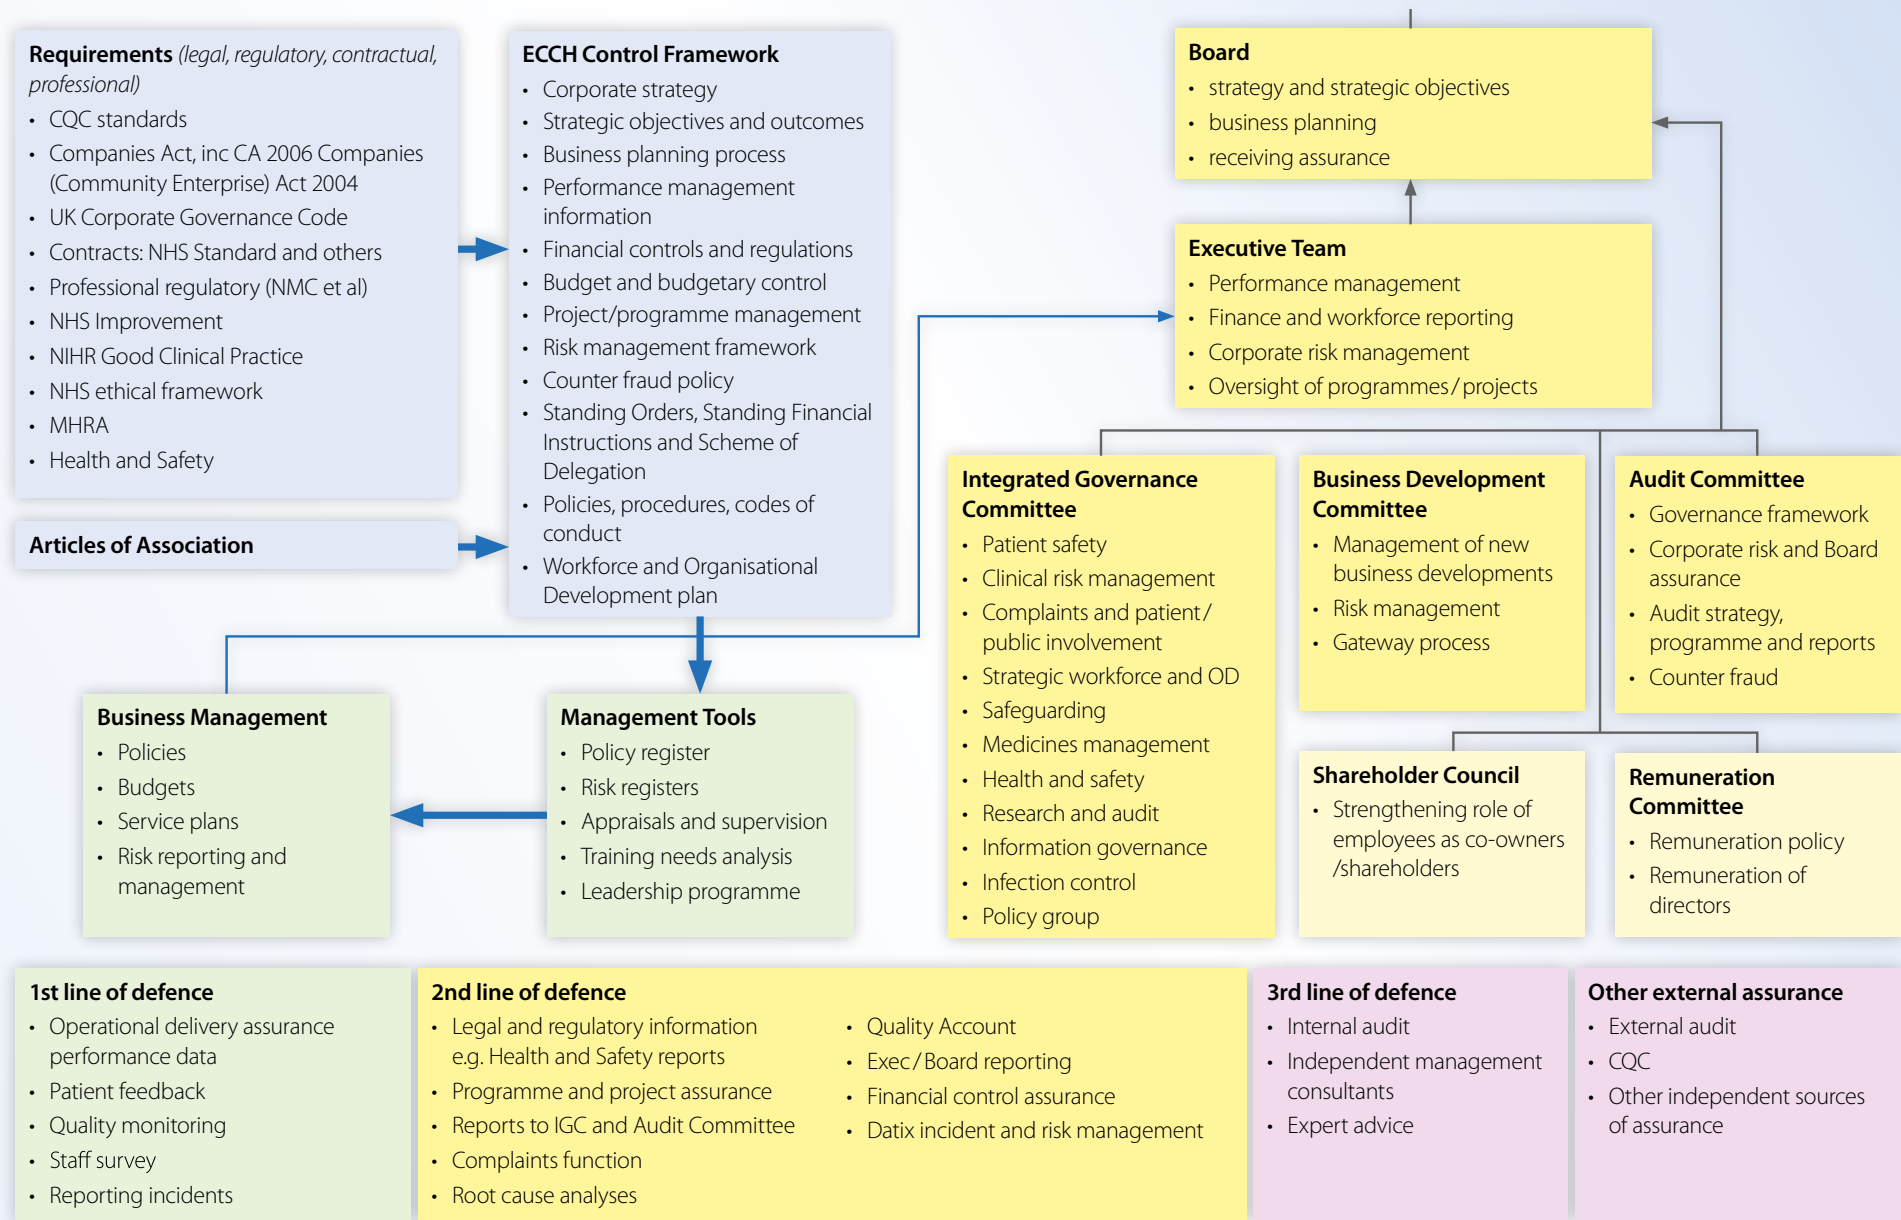 Requirements (legal, regulatory, contractual,
professional)
• CQC standards
• Companies Act, inc CA 2006 Companies
(Community Enterprise) Act 2004
• UK Corporate Governance Code
• Contracts: NHS Standard and others
• Professional regulatory (NMC et al)
• NHS Improvement
• NIHR Good Clinical Practice
• NHS ethical framework
• MHRA
• Health and Safety
Articles of Association
ECCH Control Framework
• Corporate strategy
• Strategic objectives and outcomes
• Business planning process
• Performance management
information
• Financial controls and regulations
• Budget and budgetary control
• Project/programme management
• Risk management framework
• Counter fraud policy
• Standing Orders, Standing Financial
Instructions and Scheme of
Delegation
• Policies, procedures, codes of
conduct
• Workforce and Organisational
Development plan
Board
• strategy and strategic objectives
• business planning
• receiving assurance
Executive Team
• Performance management
• Finance and workforce reporting
• Corporate risk management
• Oversight of programmes/projects
Business Management
• Policies
• Budgets
• Service plans
• Risk reporting and
management
Management Tools
• Policy register
• Risk registers
• Appraisals and supervision
• Training needs analysis
• Leadership programme
Integrated Governance
Committee
• Patient safety
• Clinical risk management
• Complaints and patient/
public involvement
• Strategic workforce and OD
• Safeguarding
• Medicines management
• Health and safety
• Research and audit
• Information governance
• Infection control
• Policy group
Business Development
Committee
• Management of new
business developments
• Risk management
• Gateway process
Audit Committee
• Governance framework
• Corporate risk and Board
assurance
• Audit strategy,
programme and reports
• Counter fraud
Shareholder Council
• Strengthening role of
employees as co-owners
/shareholders
Remuneration
Committee
• Remuneration policy
• Remuneration of
directors
1st line of defence
• Operational delivery assurance
performance data
• Patient feedback
• Quality monitoring
• Staff survey
• Reporting incidents
2nd line of defence
• Legal and regulatory information
e.g. Health and Safety reports
• Programme and project assurance
• Reports to IGC and Audit Committee
• Complaints function
• Root cause analyses
• Quality Account
• Exec/Board reporting
• Financial control assurance
• Datix incident and risk management
3rd line of defence
• Internal audit
• Independent management
consultants
• Expert advice
Other external assurance
• External audit
• CQC
• Other independent sources
of assurance